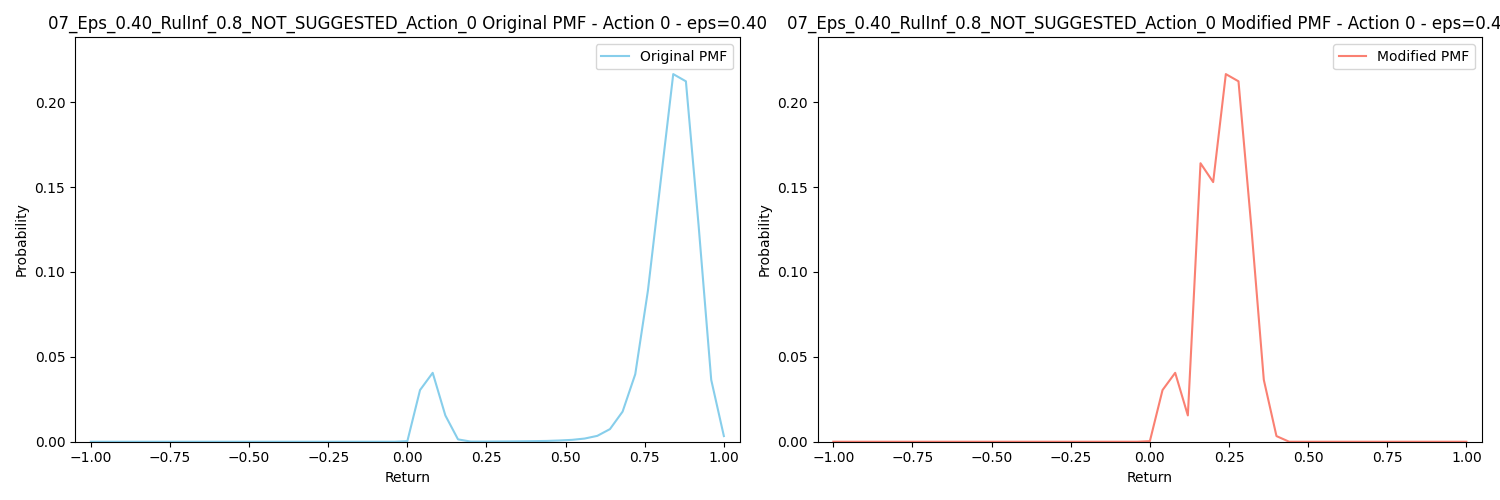 07_Eps_0.40_RulInf_0.8_NOT_SUGGESTED_Action_0 Original PMF - Action 0 - eps=0.40
Original PMF
0.20
0.15
0.10
0.05
0.00
Probability
−1.00 −0.75 −0.50 −0.25 0.00 0.25 0.50 0.75 1.00
Return
07_Eps_0.40_RulInf_0.8_NOT_SUGGESTED_Action_0 Modified PMF - Action 0 - eps=0.4
Modified PMF
0.20
0.15
0.10
0.05
0.00
Probability
−1.00 −0.75 −0.50 −0.25 0.00 0.25 0.50 0.75 1.00
Return